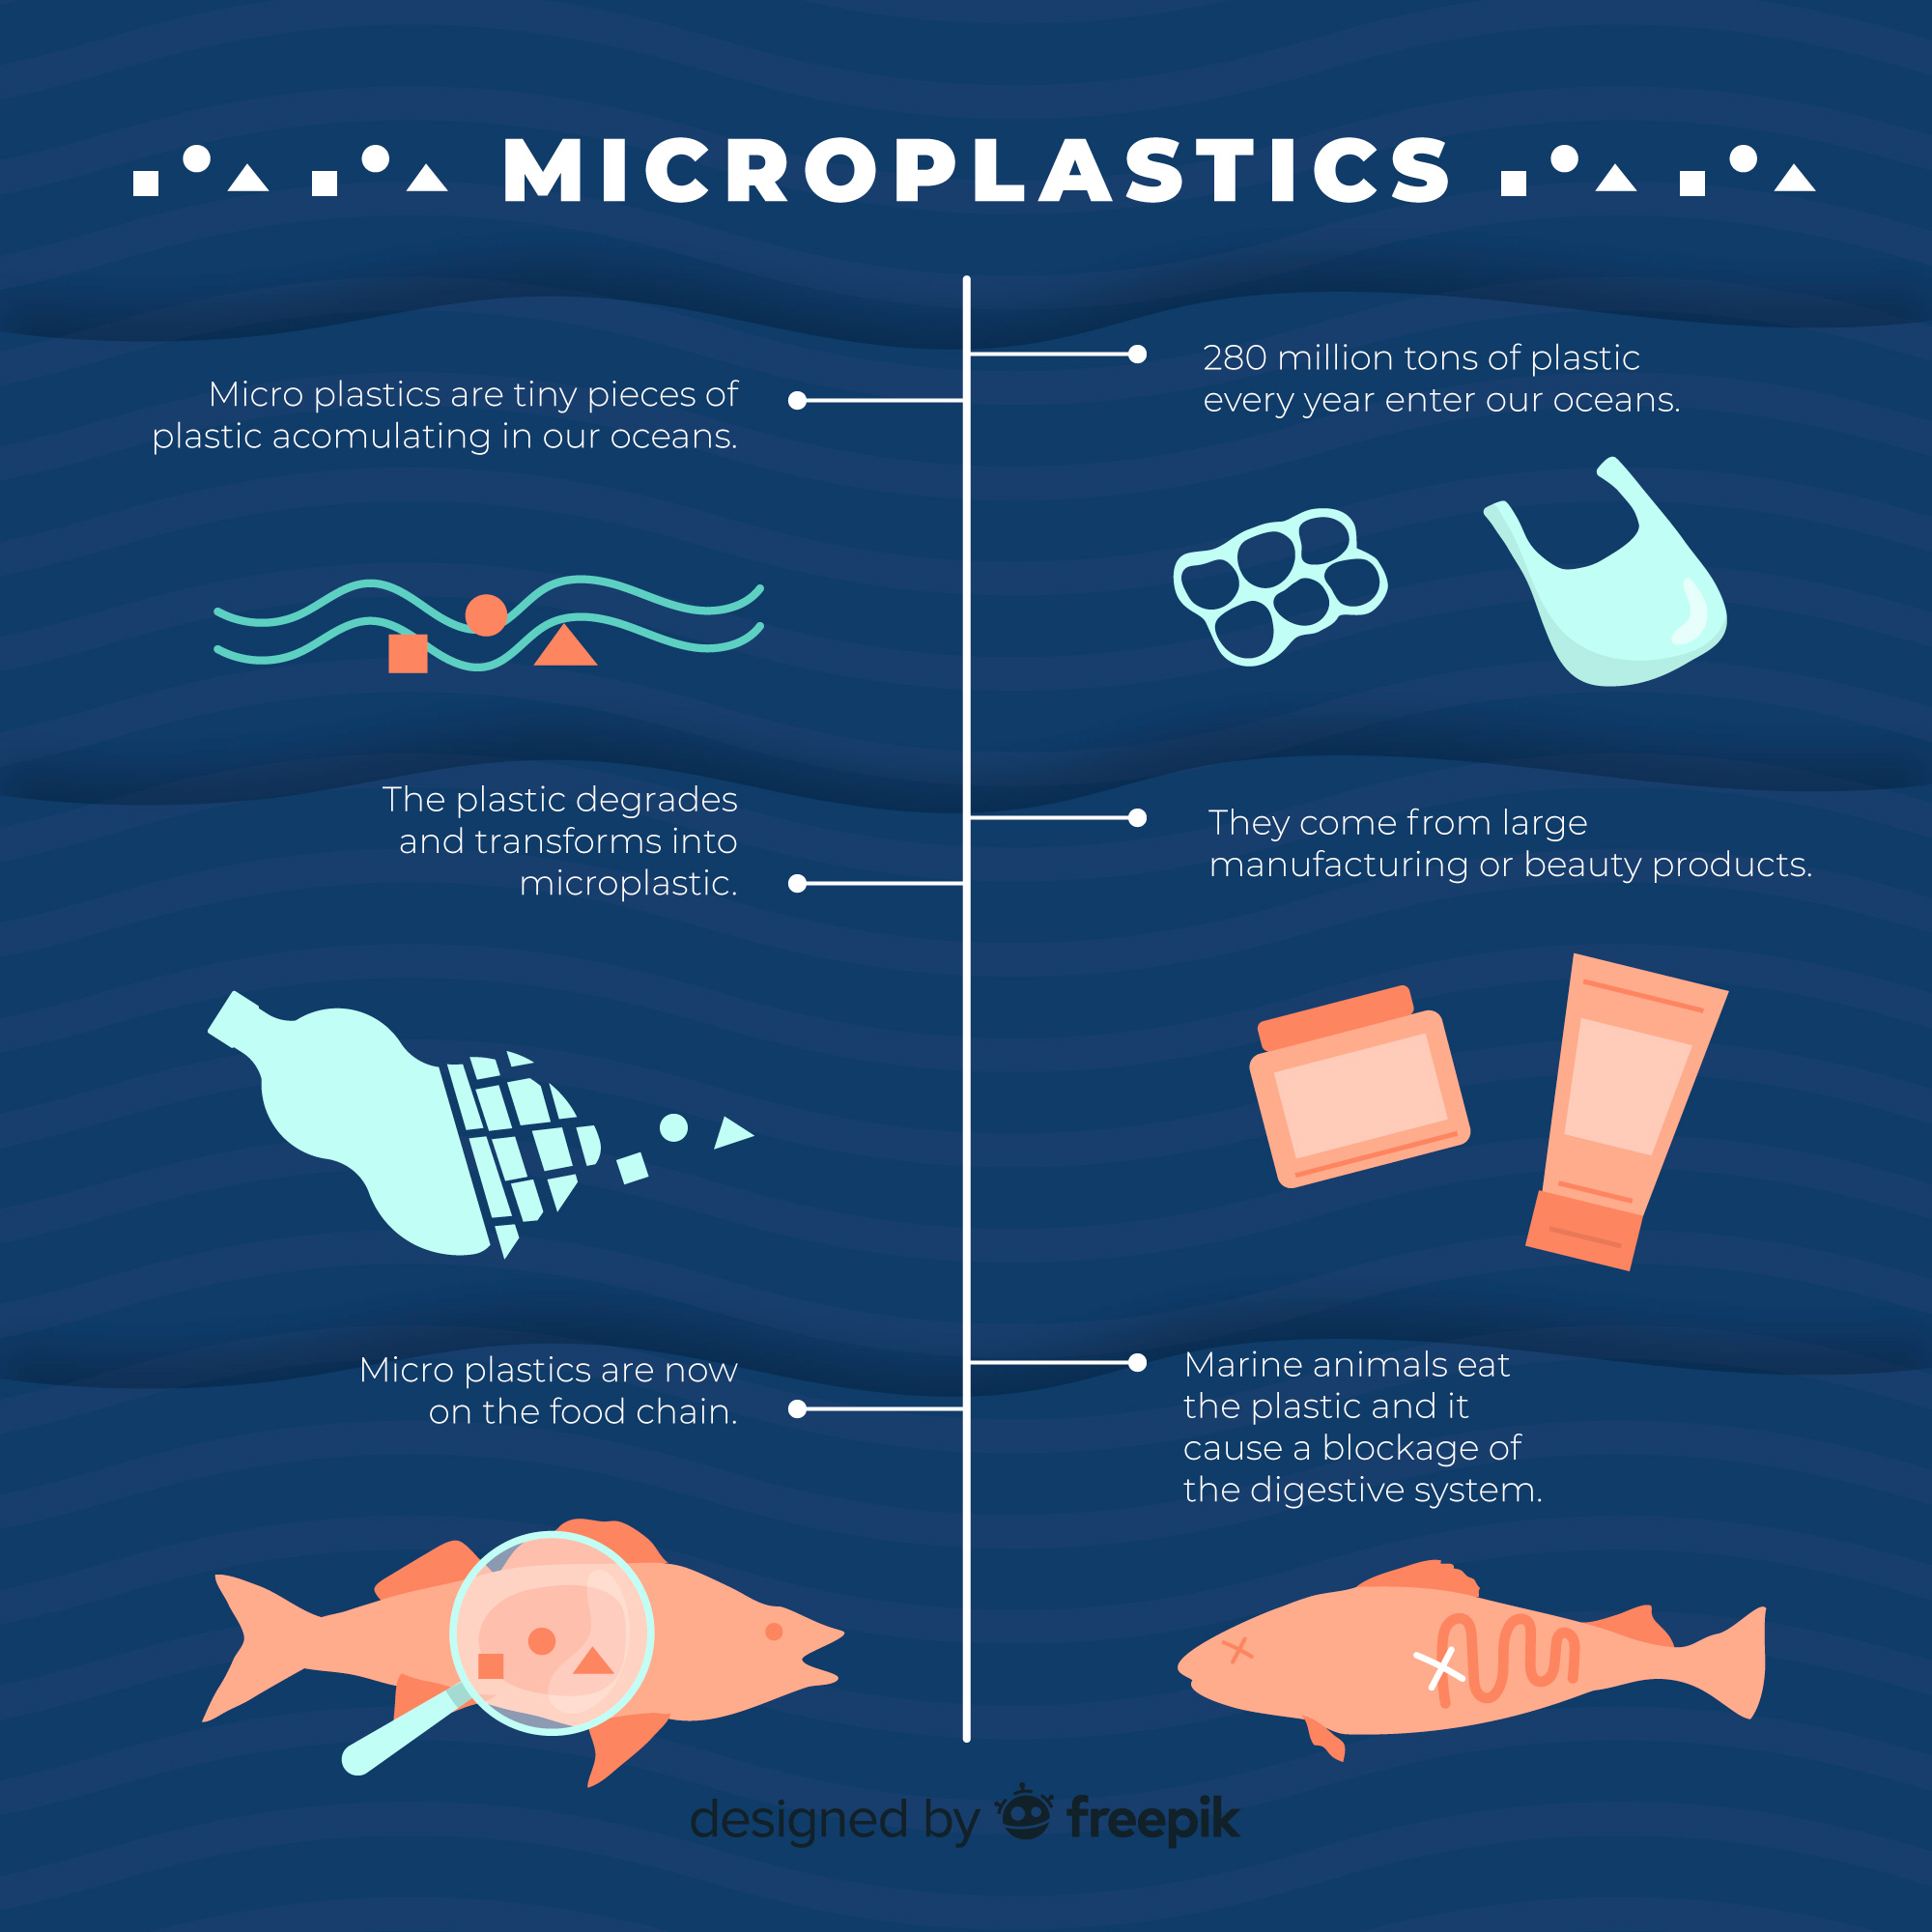 MICROPLASTICS
Micro plastics are tiny pieces of
plastic acomulating in our oceans.
280 million tons of plastic
every year enter our oceans.
The plastic degrades
and transforms into
microplastic.
They come from large
manufacturing or beauty products.
Micro plastics are now
on the food chain.
Marine animals eat
the plastic and it
cause a blockage of
the digestive system.
designed by freepik